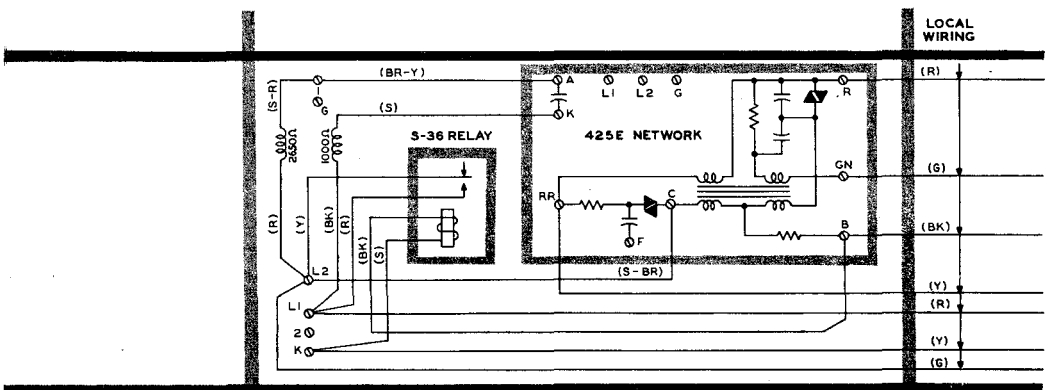 LOCAL
WIRING
(BR-Y)
(S-R)
G
(S)
A
L1
L2
G
R
(R)
K
S-36 RELAY
425E NETWORK
2650Ω
1000Ω
GN
(G)
RR
C
(R)
(Y)
(BK)
(R)
(BK)
(S)
F
B
(BK)
L2
(S-BR)
(Y)
L1
(R)
2
K
(Y)
(G)